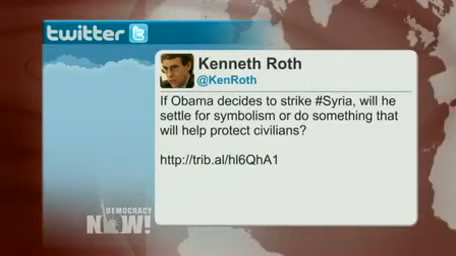 twitter
Kenneth Roth
@KenRoth
If Obama decides to strike #Syria, will he
settle for symbolism or do something that
will help protect civilians?
http://trib.al/hl6QhA1
DEMOCRACY
NOW!